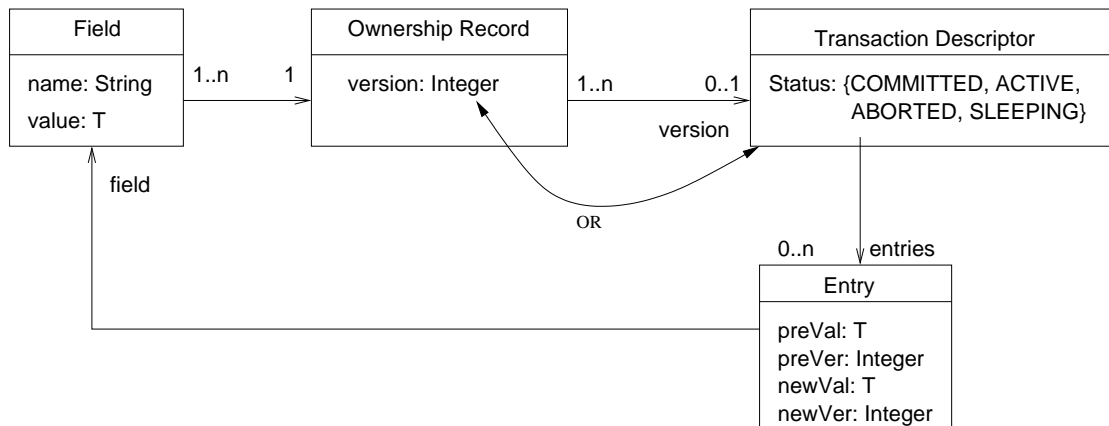 Field
name: String
value: T
1..n
1
Ownership Record
version: Integer
1..n
0..1
version
Transaction Descriptor
Status: {COMMITTED, ACTIVE,
ABORTED, SLEEPING}
field
OR
0..n
entries
Entry
preVal: T
preVer: Integer
newVal: T
newVer: Integer